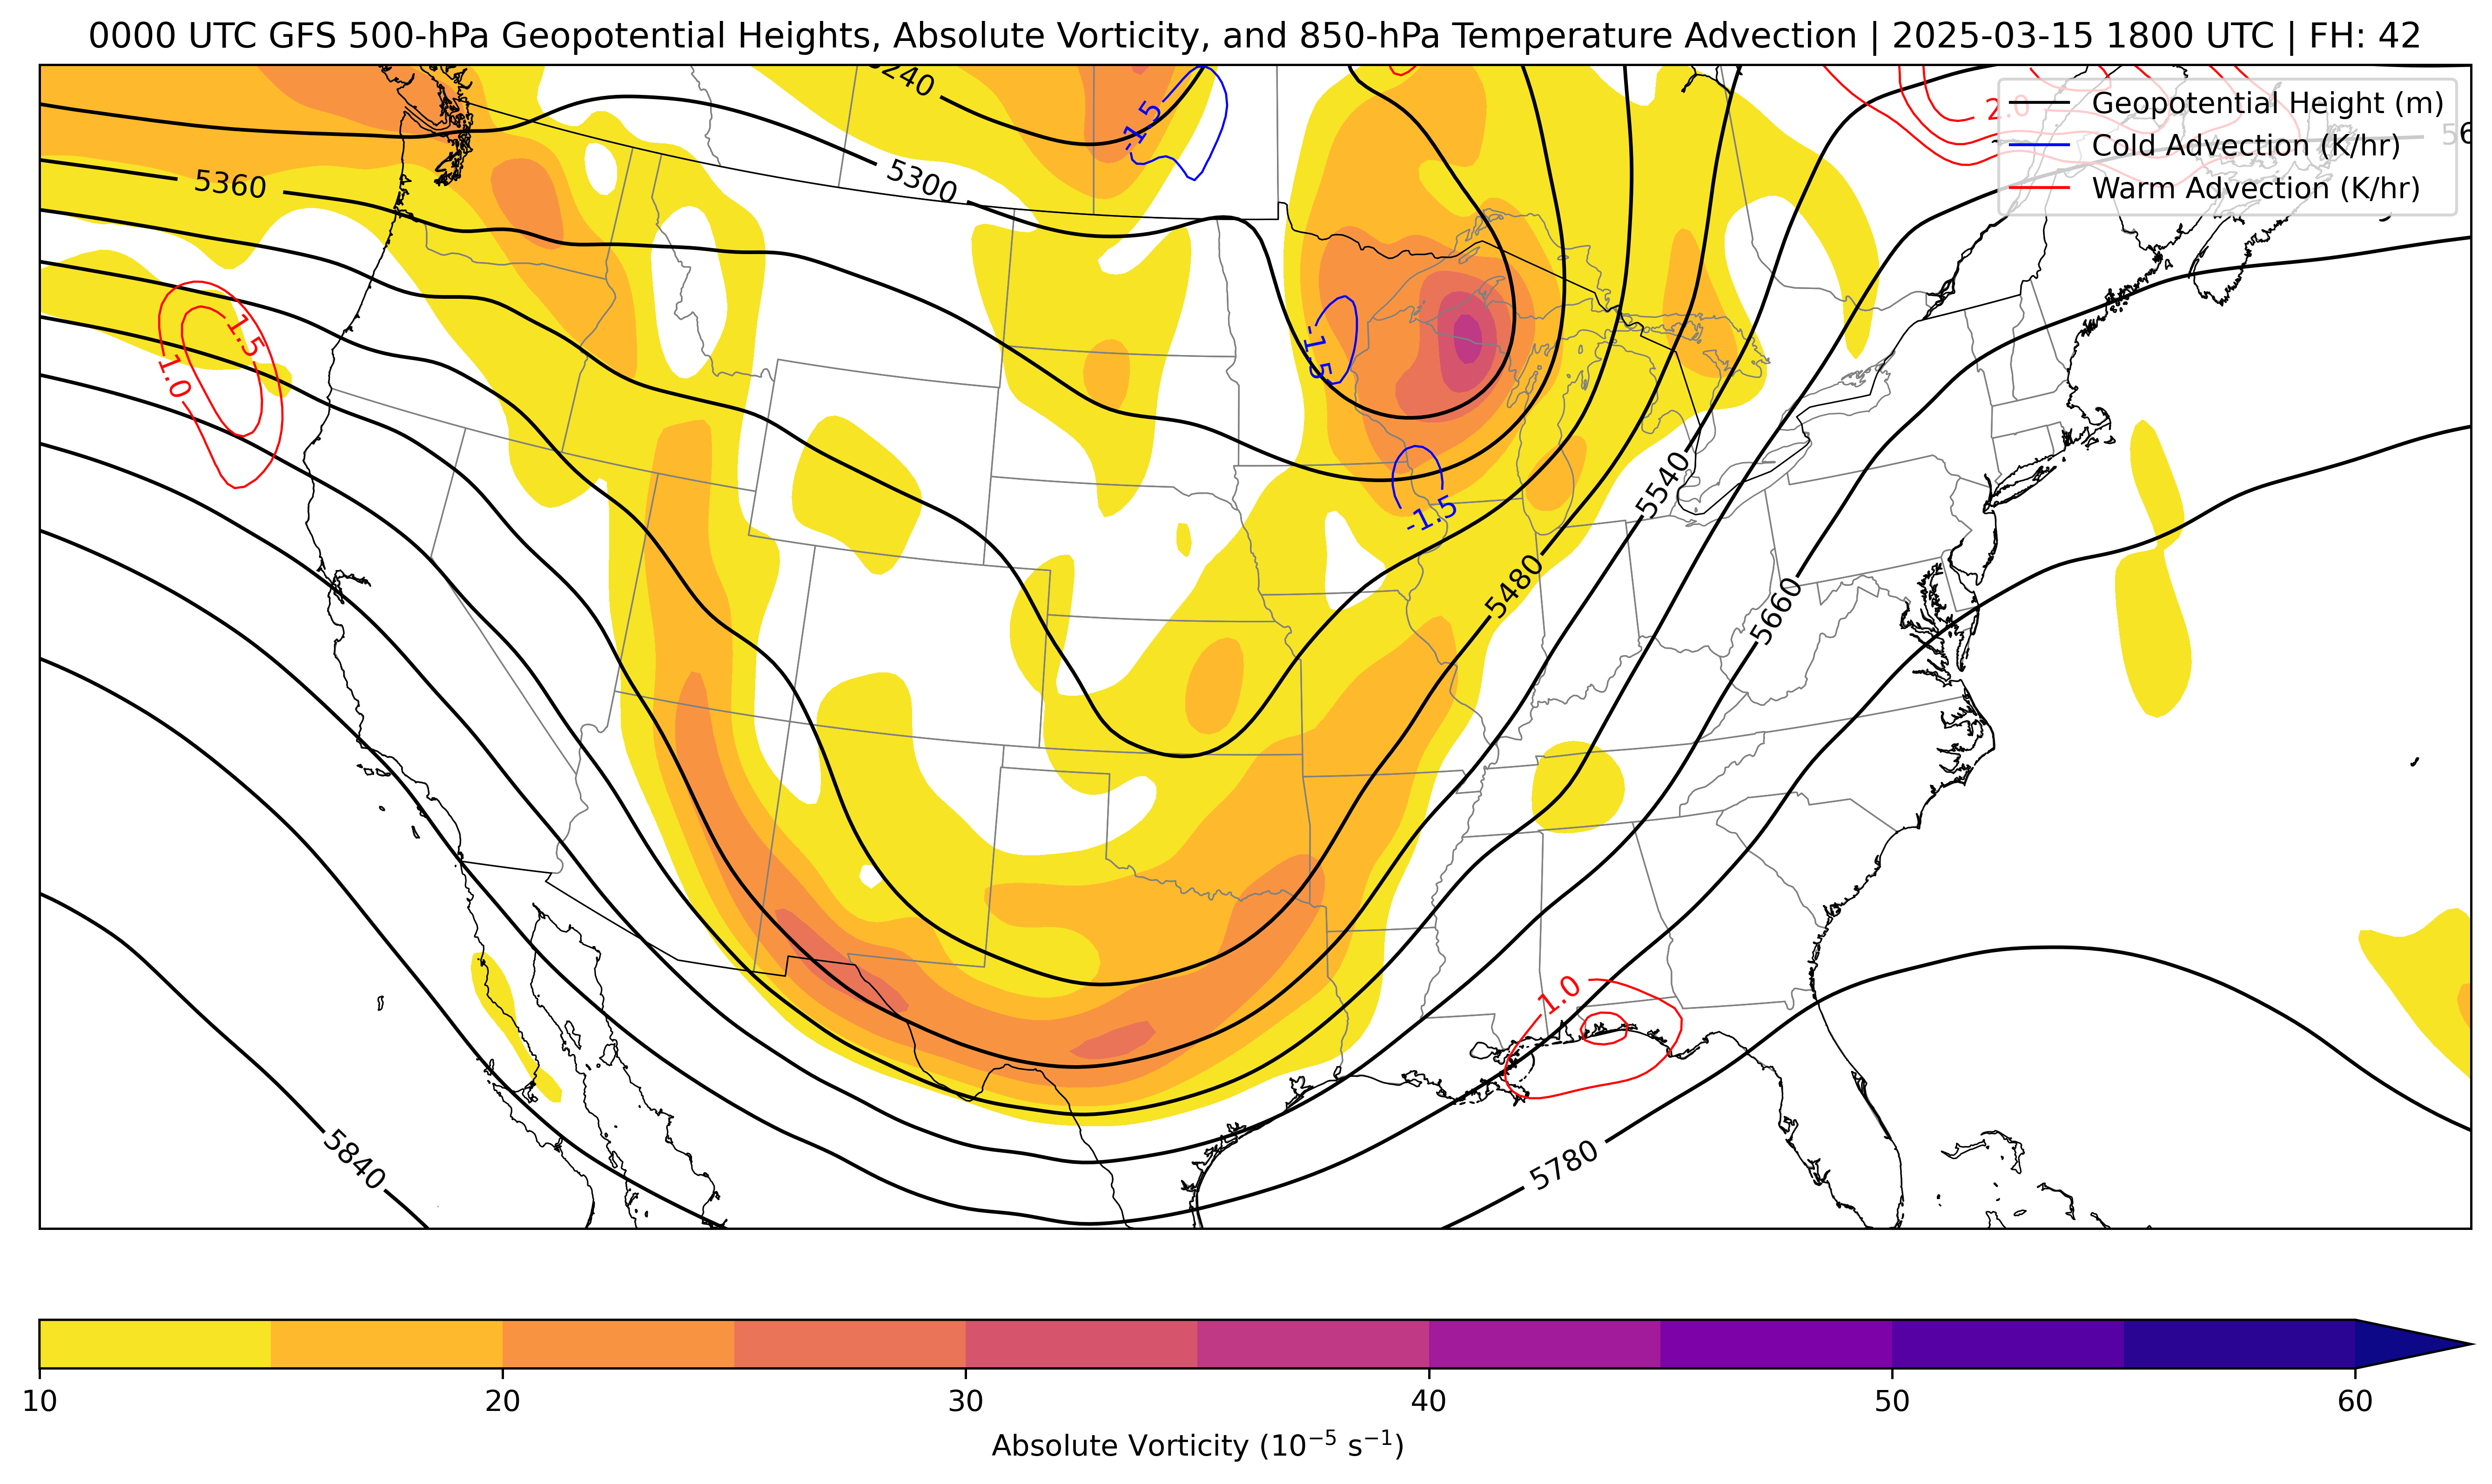 0000 UTC GFS 500-hPa Geopotential Heights, Absolute Vorticity, and 850-hPa Temperature Advection | 2025-03-15 1800 UTC | FH: 42
Geopotential Height (m)
Cold Advection (K/hr)
Warm Advection (K/hr)
2.0
-1.5
5300
5360
1.5
1.0
-1.5
-1.5
5540
5480
5660
1.0
5780
5840
10 20 30 40 50 60
Absolute Vorticity (10⁻⁵ s⁻¹)